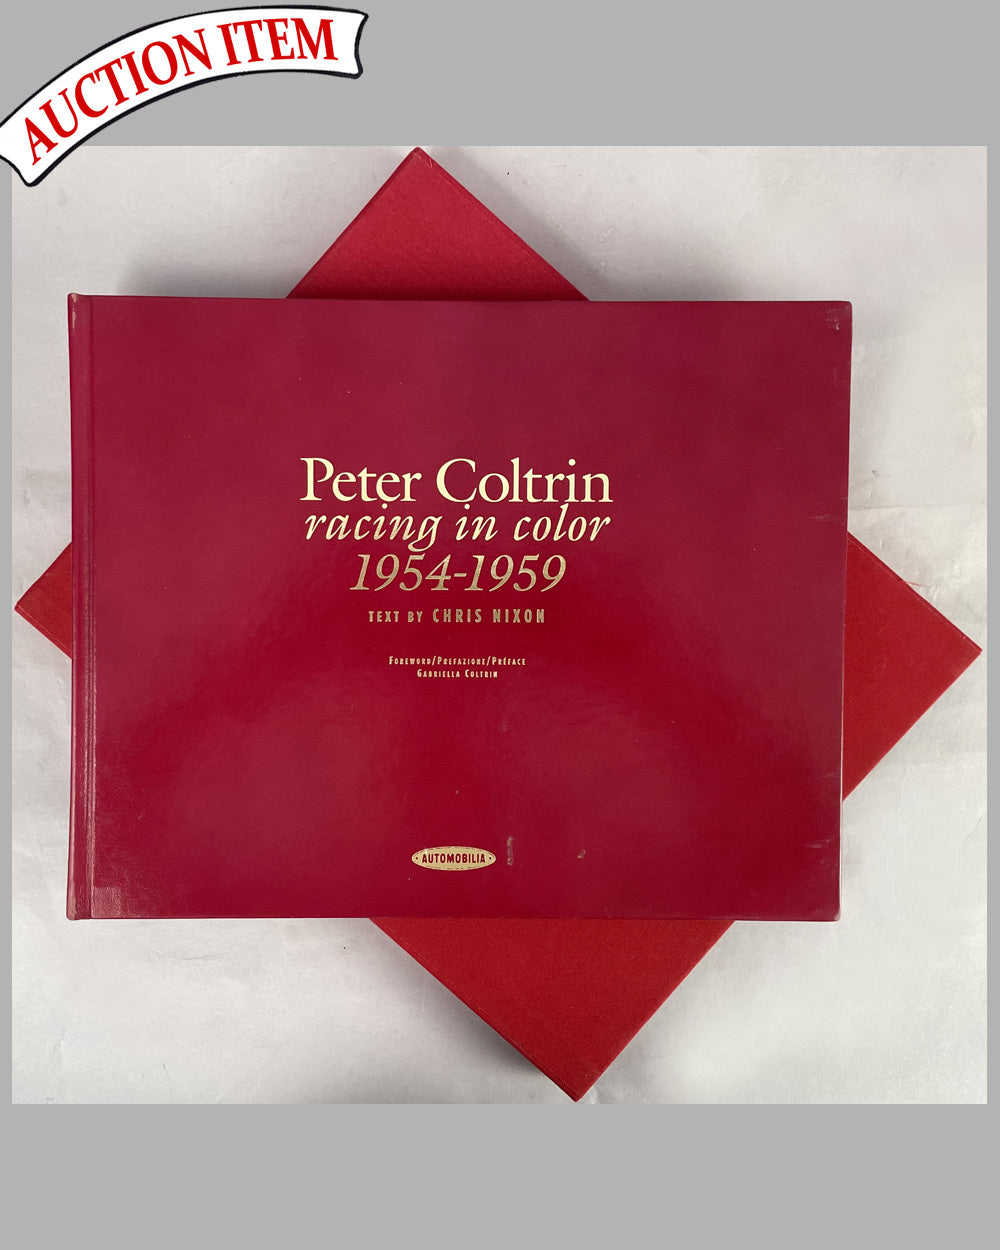 AUCTION ITEM
Peter Coltrin
racing in color
1954-1959
TEXT BY CHRIS NIXON
FOREWORD/PREFAZIONE/PRÉFACE
GABRIELLA COLTRIN
AUTOMOBILIA